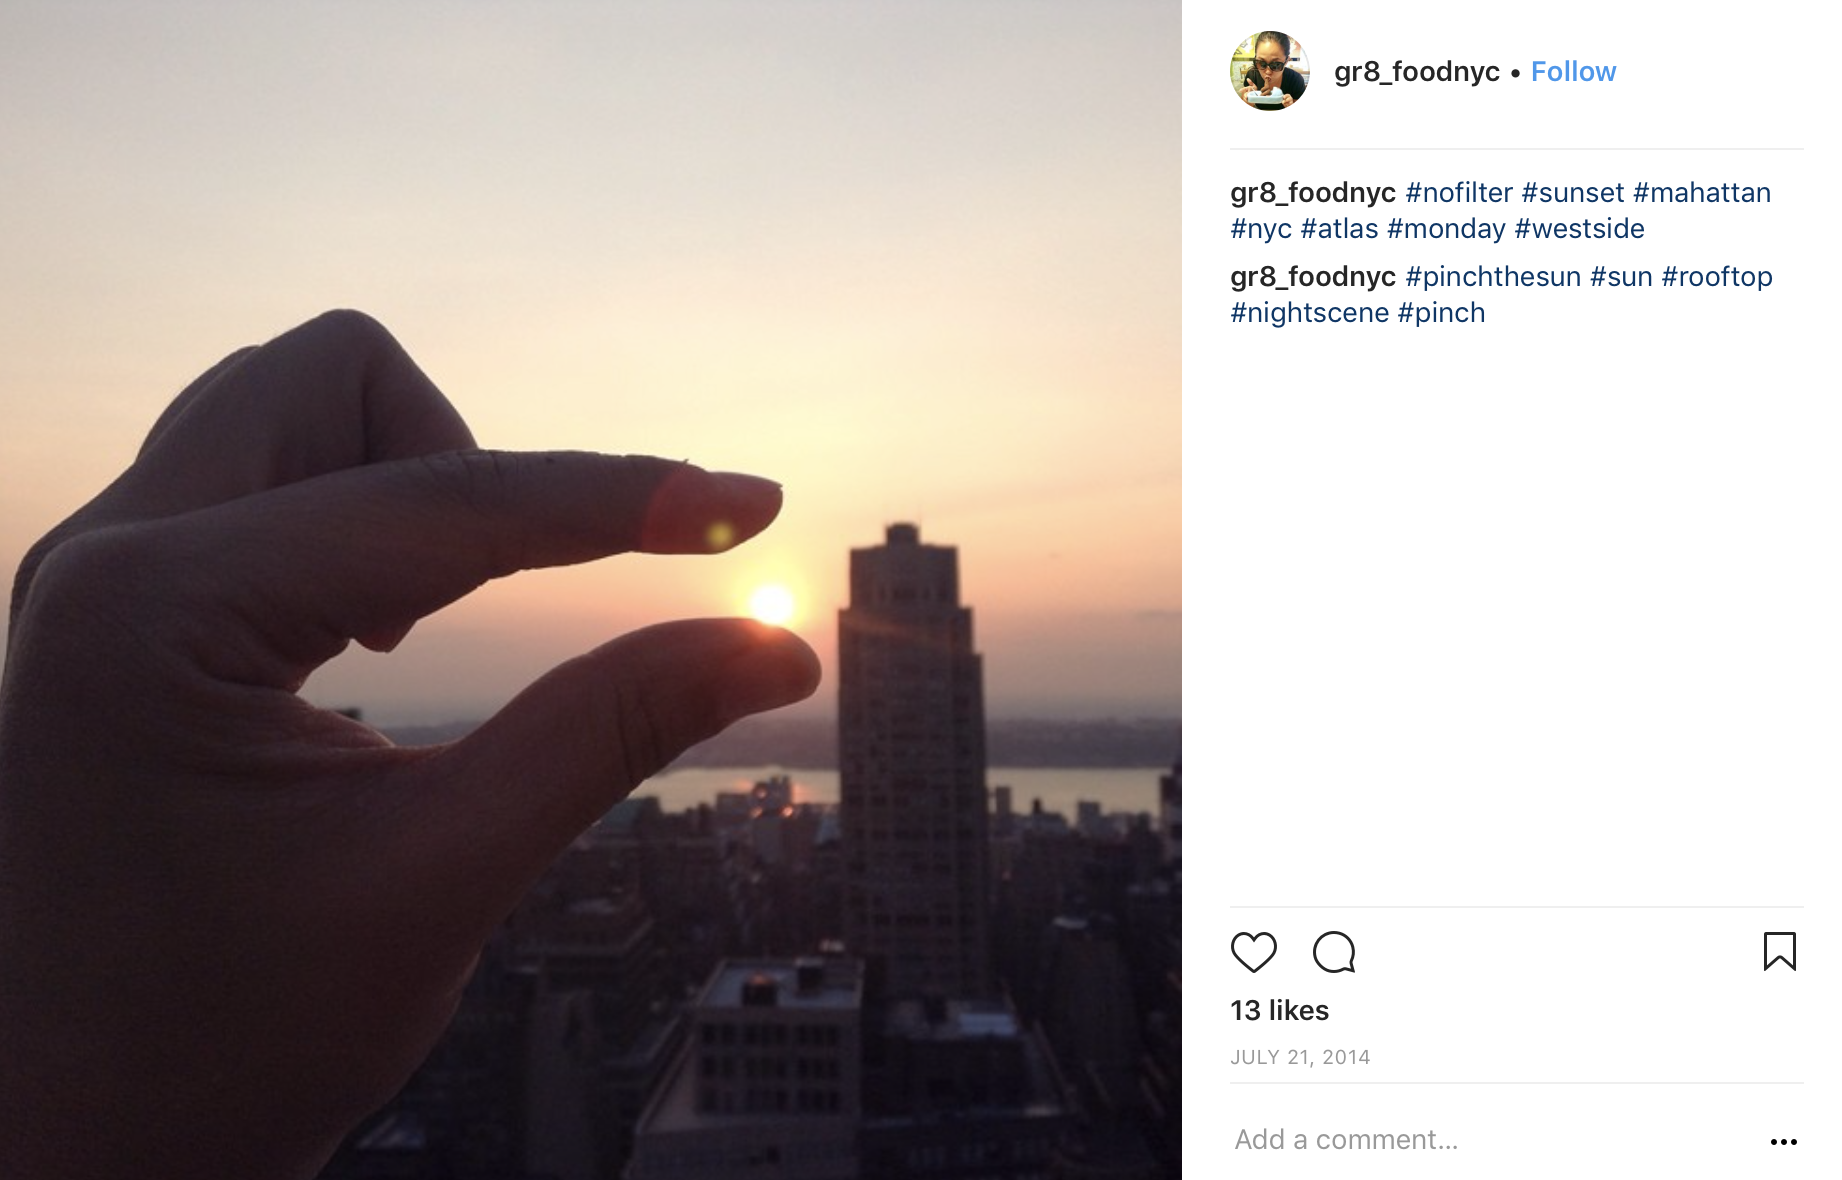 gr8_foodnyc • Follow
gr8_foodnyc #nofilter #sunset #mahattan
#nyc #atlas #monday #westside
gr8_foodnyc #pinchthesun #sun #rooftop
#nightscene #pinch
13 likes
JULY 21, 2014
Add a comment...